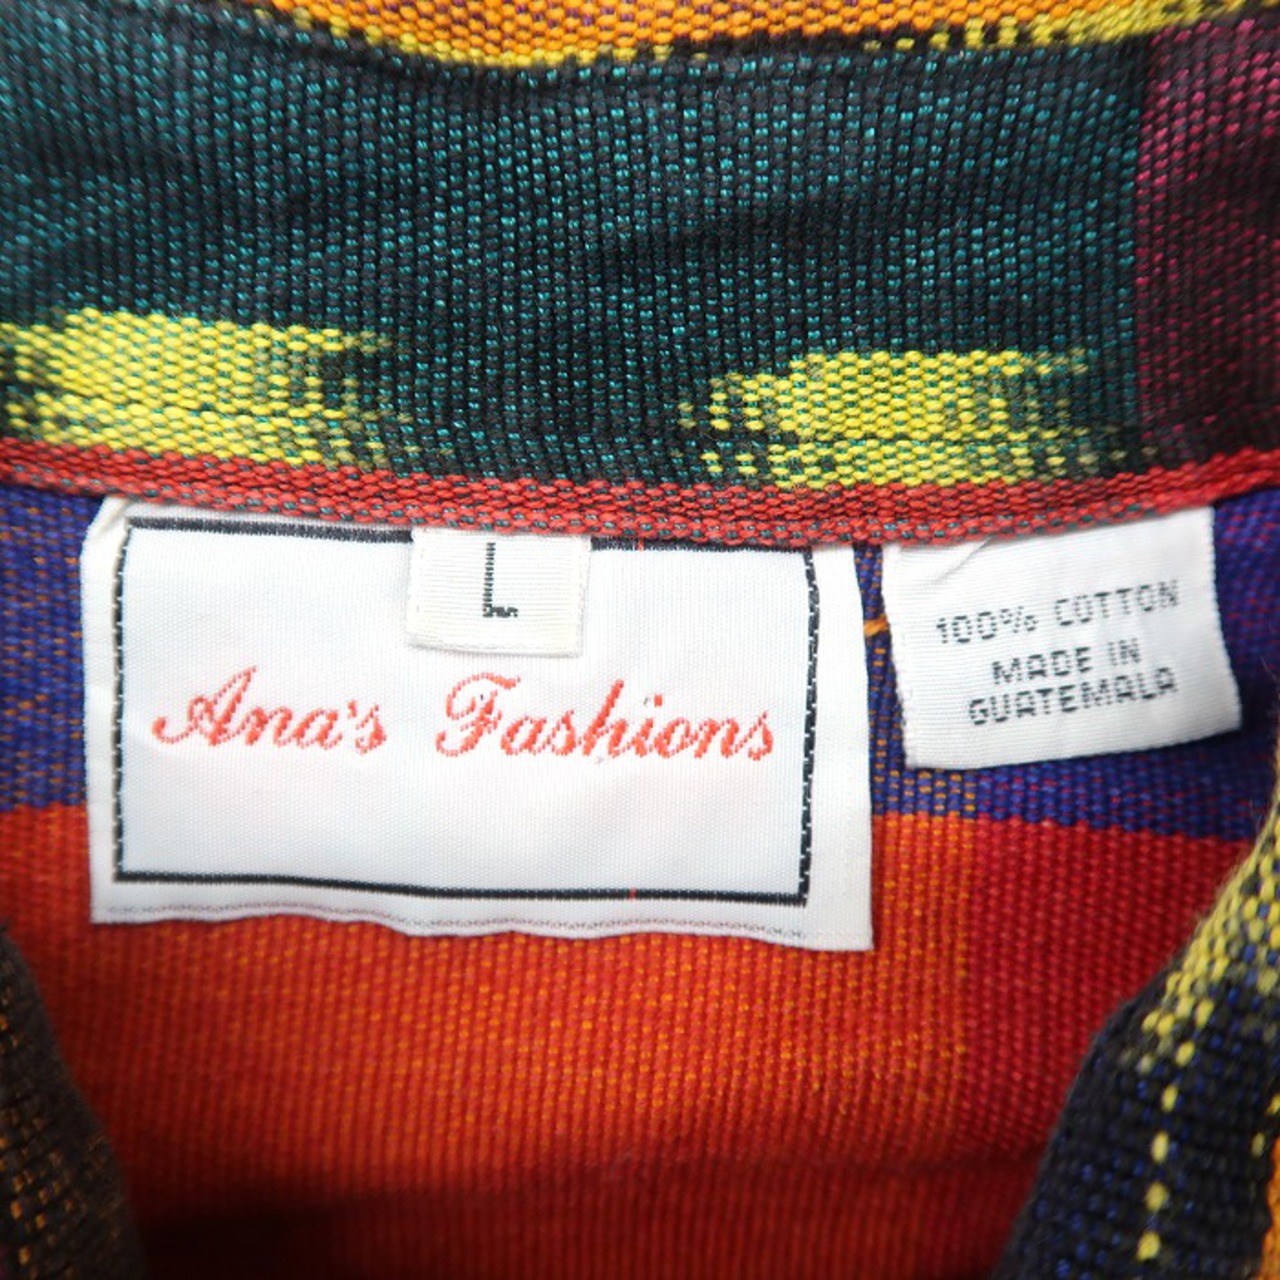 L
Ana's Fashions
100% COTTON
MADE IN
GUATEMALA